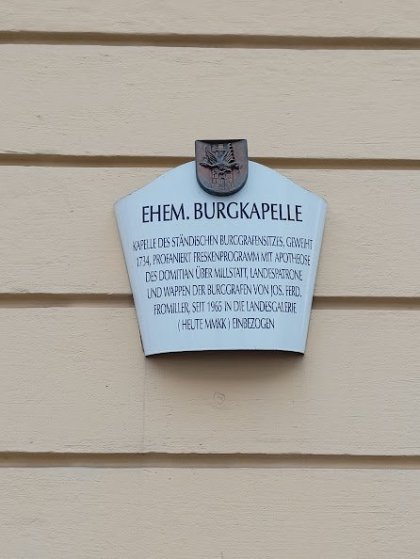 EHEM. BURGKAPELLE
KAPELLE DES STÄNDISCHEN BURGGRAFENSITZES, GEWEIHT
1734, PROFANIERT FRESKENPROGRAMM MIT APOTHEOSE
DES DOMITIAN ÜBER MILLSTATT, LANDESPATRONE
UND WAPPEN DER BURGGRAFEN VON JOS. FERD.
FROMILLER, SEIT 1965 IN DIE LANDESGALERIE
( HEUTE MMKK ) EINBEZOGEN